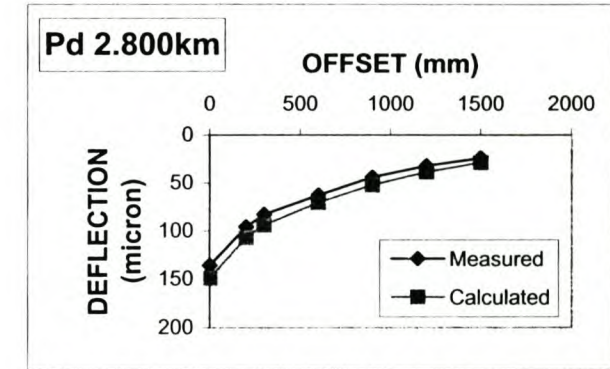 Pd 2.800km
OFFSET (mm)
0 500 1000 1500 2000
DEFLECTION
(micron)
0
50
100
150
200
Measured
Calculated